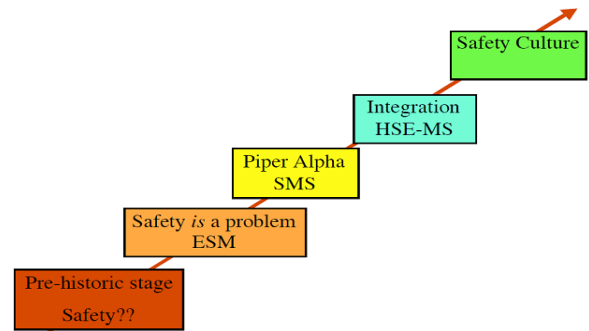 Safety Culture
Integration
HSE-MS
Piper Alpha
SMS
Safety is a problem
ESM
Pre-historic stage
Safety??